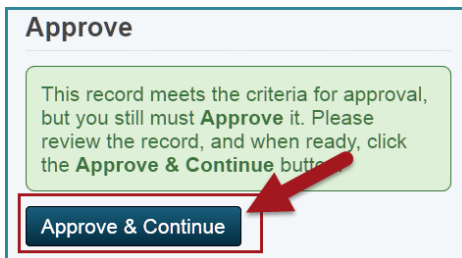 Approve
This record meets the criteria for approval,
but you still must Approve it. Please
review the record, and when ready, click
the Approve & Continue
Approve & Continue